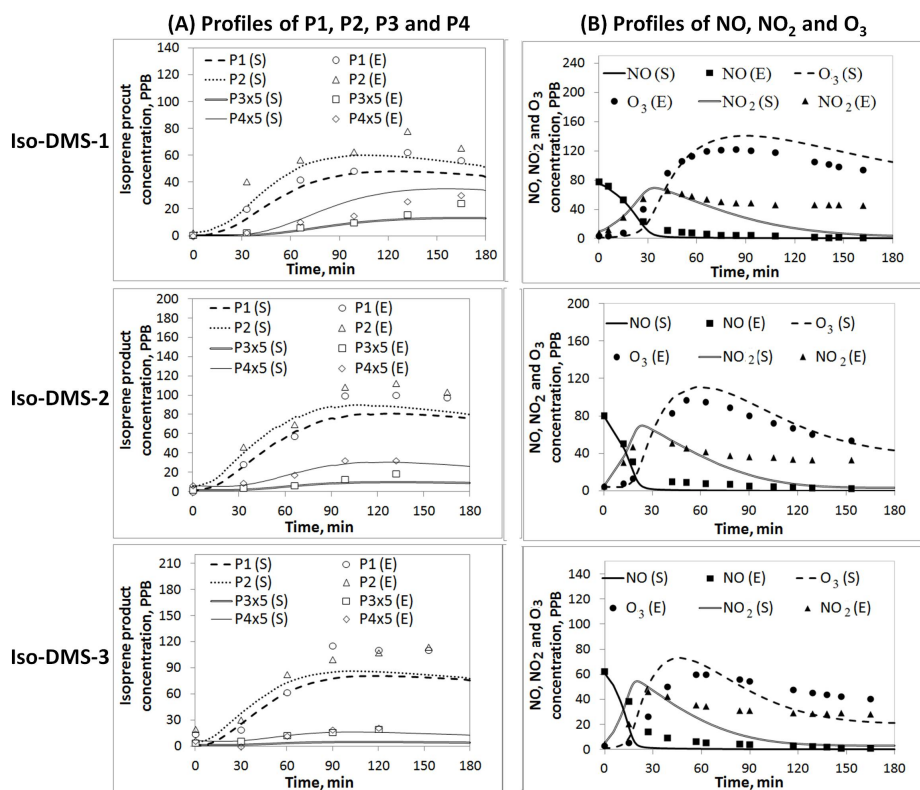 (A) Profiles of P1, P2, P3 and P4
(B) Profiles of NO, NO2 and O3
Iso-DMS-1
Isoprene procut
concentration, PPB
140
120
100
80
60
40
20
0
P1 (S)
P1 (E)
P2 (S)
P2 (E)
P3x5 (S)
P3x5 (E)
P4x5 (S)
P4x5 (E)
0 30 60 90 120 150 180
Time, min
NO, NO2 and O3
concentration, PPB
240
200
160
120
80
40
0
NO (S)
NO (E)
O3 (S)
O3 (E)
NO2 (S)
NO2 (E)
0 30 60 90 120 150 180
Time, min
Iso-DMS-2
Isoprene product
concentration, PPB
200
180
160
140
120
100
80
60
40
20
0
P1 (S)
P1 (E)
P2 (S)
P2 (E)
P3x5 (S)
P3x5 (E)
P4x5 (S)
P4x5 (E)
0 30 60 90 120 150 180
Time, min
NO, NO2 and O3
concentration, PPB
200
160
120
80
40
0
NO (S)
NO (E)
O3 (S)
O3 (E)
NO2 (S)
NO2 (E)
0 30 60 90 120 150 180
Time, min
Iso-DMS-3
Isoprene product
concentration, PPB
210
180
150
120
90
60
30
0
P1 (S)
P1 (E)
P2 (S)
P2 (E)
P3x5 (S)
P3x5 (E)
P4x5 (S)
P4x5 (E)
0 30 60 90 120 150 180
Time, min
NO, NO2 and O3
concentration, PPB
140
120
100
80
60
40
20
0
NO (S)
NO (E)
O3 (S)
O3 (E)
NO2 (S)
NO2 (E)
0 30 60 90 120 150 180
Time, min